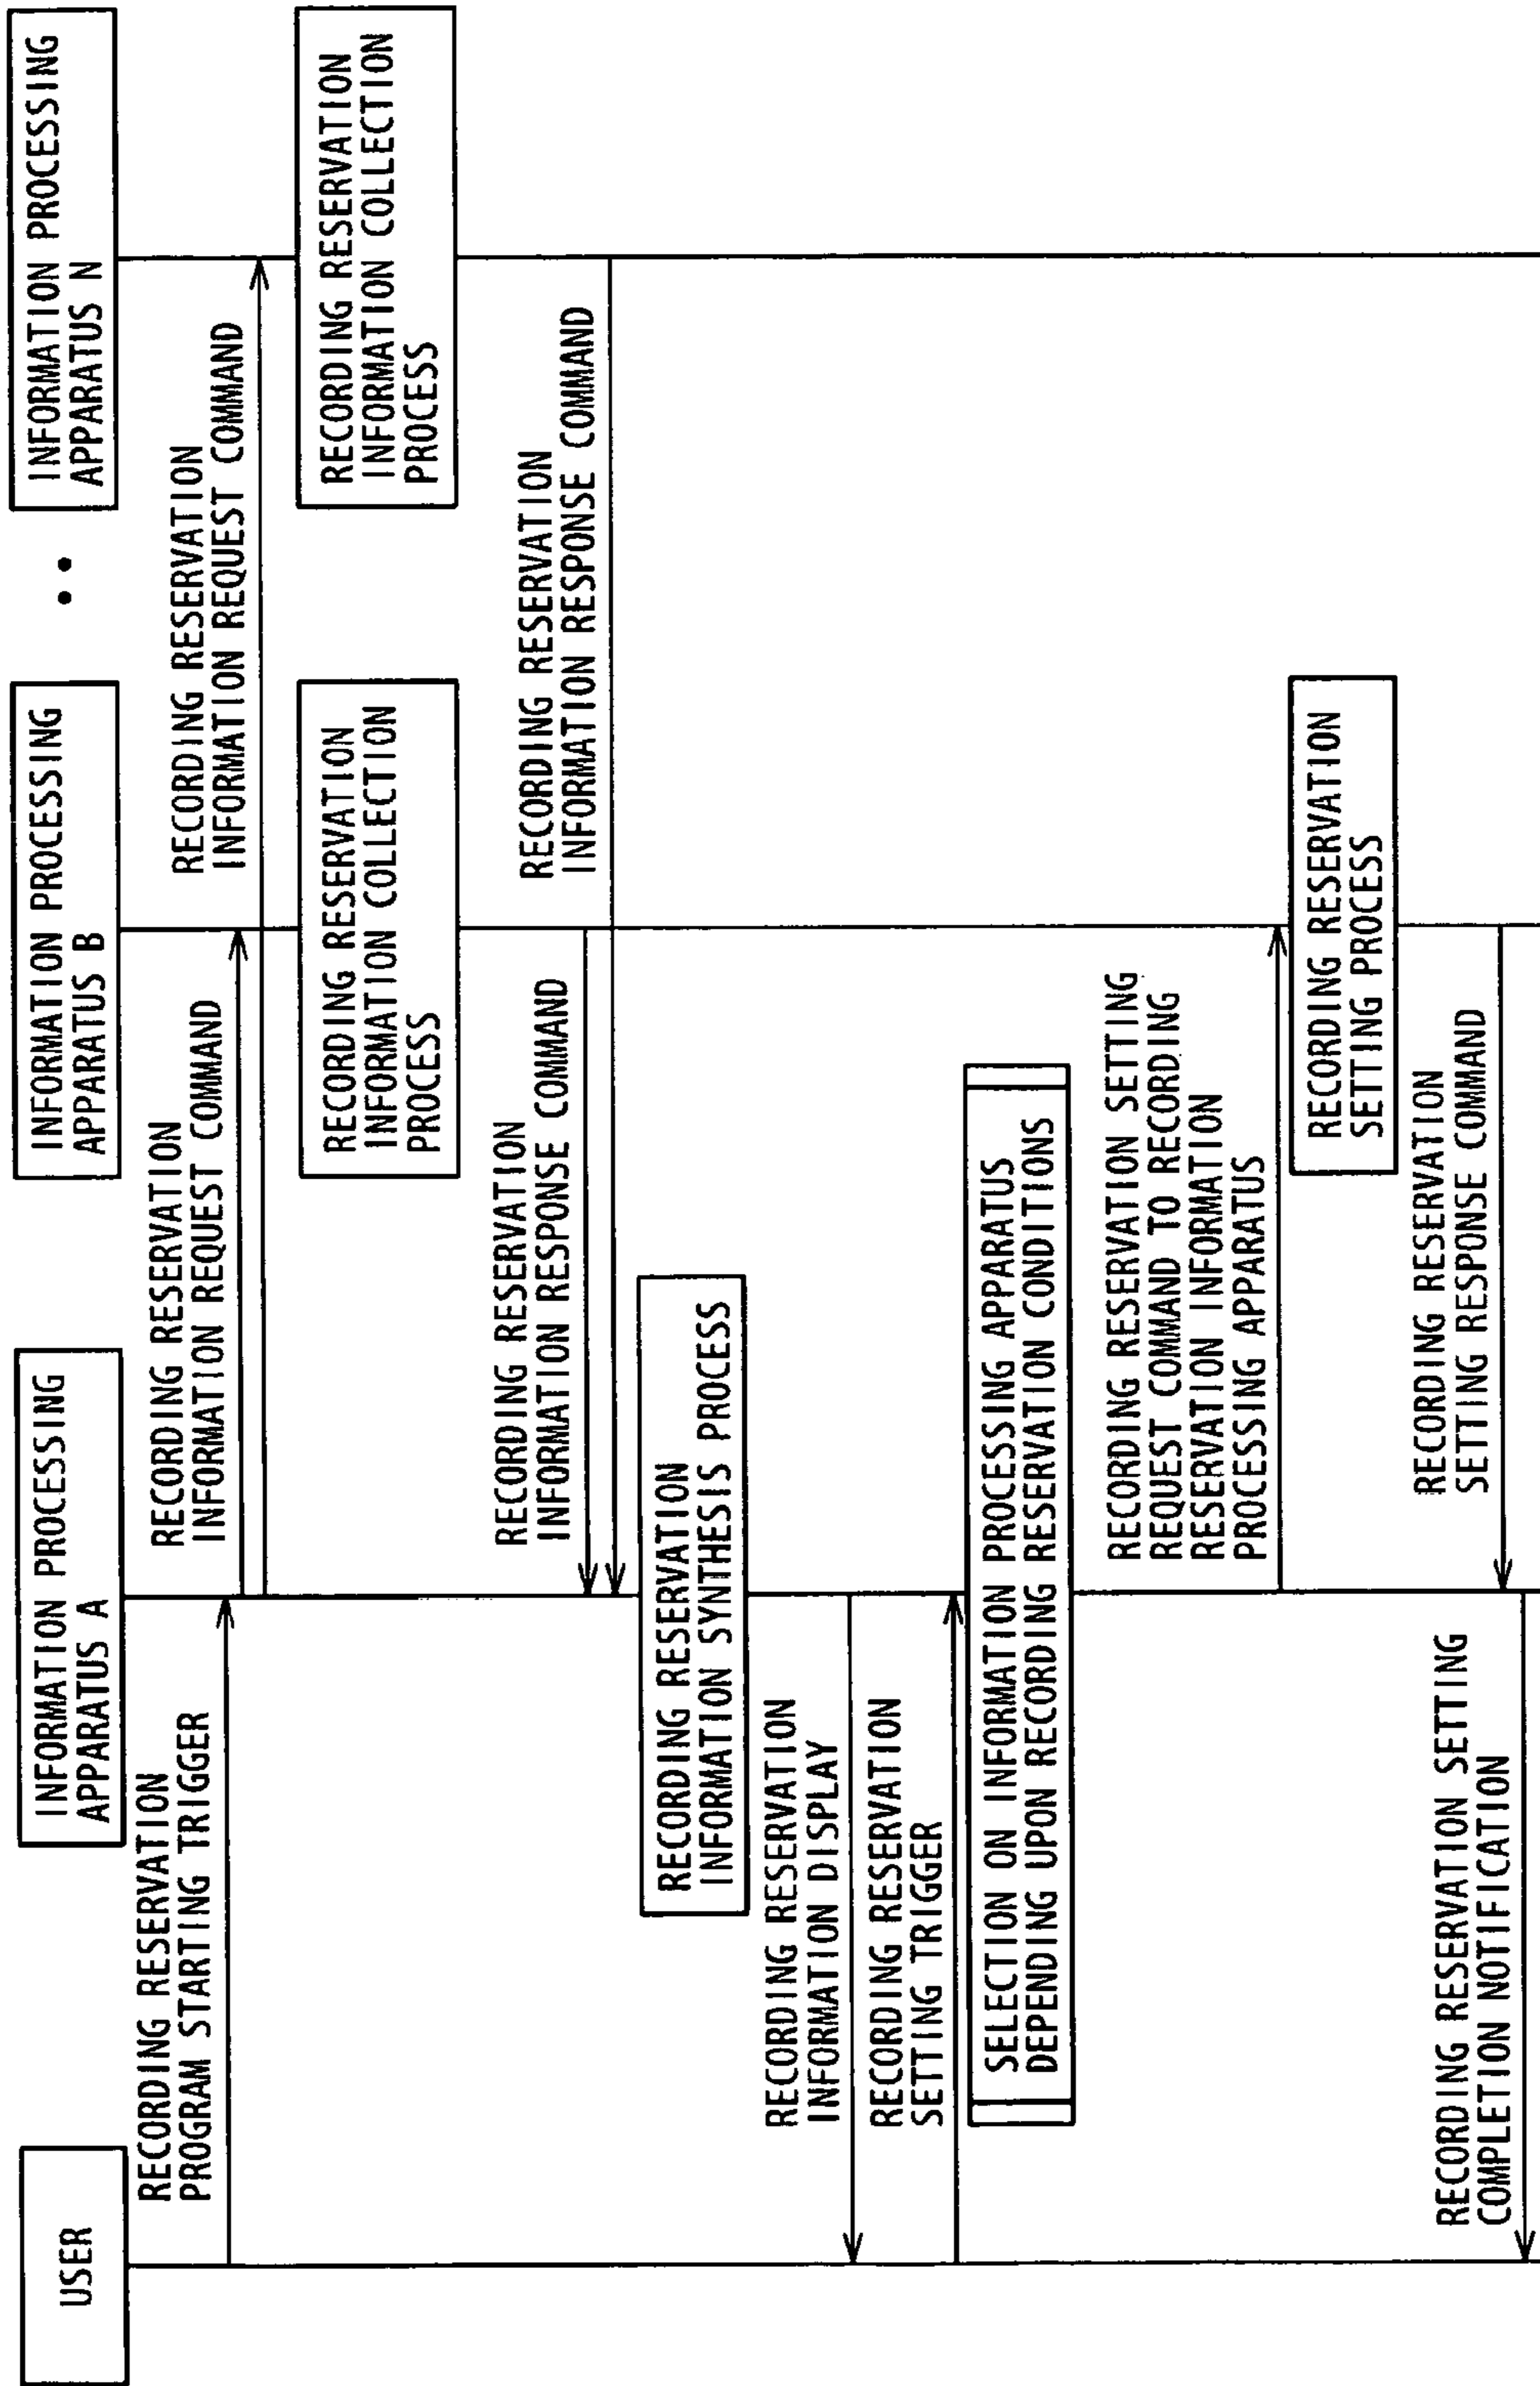 USER
INFORMATION PROCESSING
APPARATUS A
INFORMATION PROCESSING
APPARATUS B
INFORMATION PROCESSING
APPARATUS N
RECORDING RESERVATION
PROGRAM STARTING TRIGGER
RECORDING RESERVATION
INFORMATION REQUEST COMMAND
RECORDING RESERVATION
INFORMATION REQUEST COMMAND
RECORDING RESERVATION
INFORMATION COLLECTION
PROCESS
RECORDING RESERVATION
INFORMATION COLLECTION
PROCESS
RECORDING RESERVATION
INFORMATION RESPONSE COMMAND
RECORDING RESERVATION
INFORMATION RESPONSE COMMAND
RECORDING RESERVATION
INFORMATION SYNTHESIS PROCESS
RECORDING RESERVATION
INFORMATION DISPLAY
RECORDING RESERVATION
SETTING TRIGGER
SELECTION ON INFORMATION PROCESSING APPARATUS
DEPENDING UPON RECORDING RESERVATION CONDITIONS
RECORDING RESERVATION SETTING
REQUEST COMMAND TO RECORDING
RESERVATION INFORMATION
PROCESSING APPARATUS
RECORDING RESERVATION
SETTING PROCESS
RECORDING RESERVATION
SETTING RESPONSE COMMAND
RECORDING RESERVATION SETTING
COMPLETION NOTIFICATION